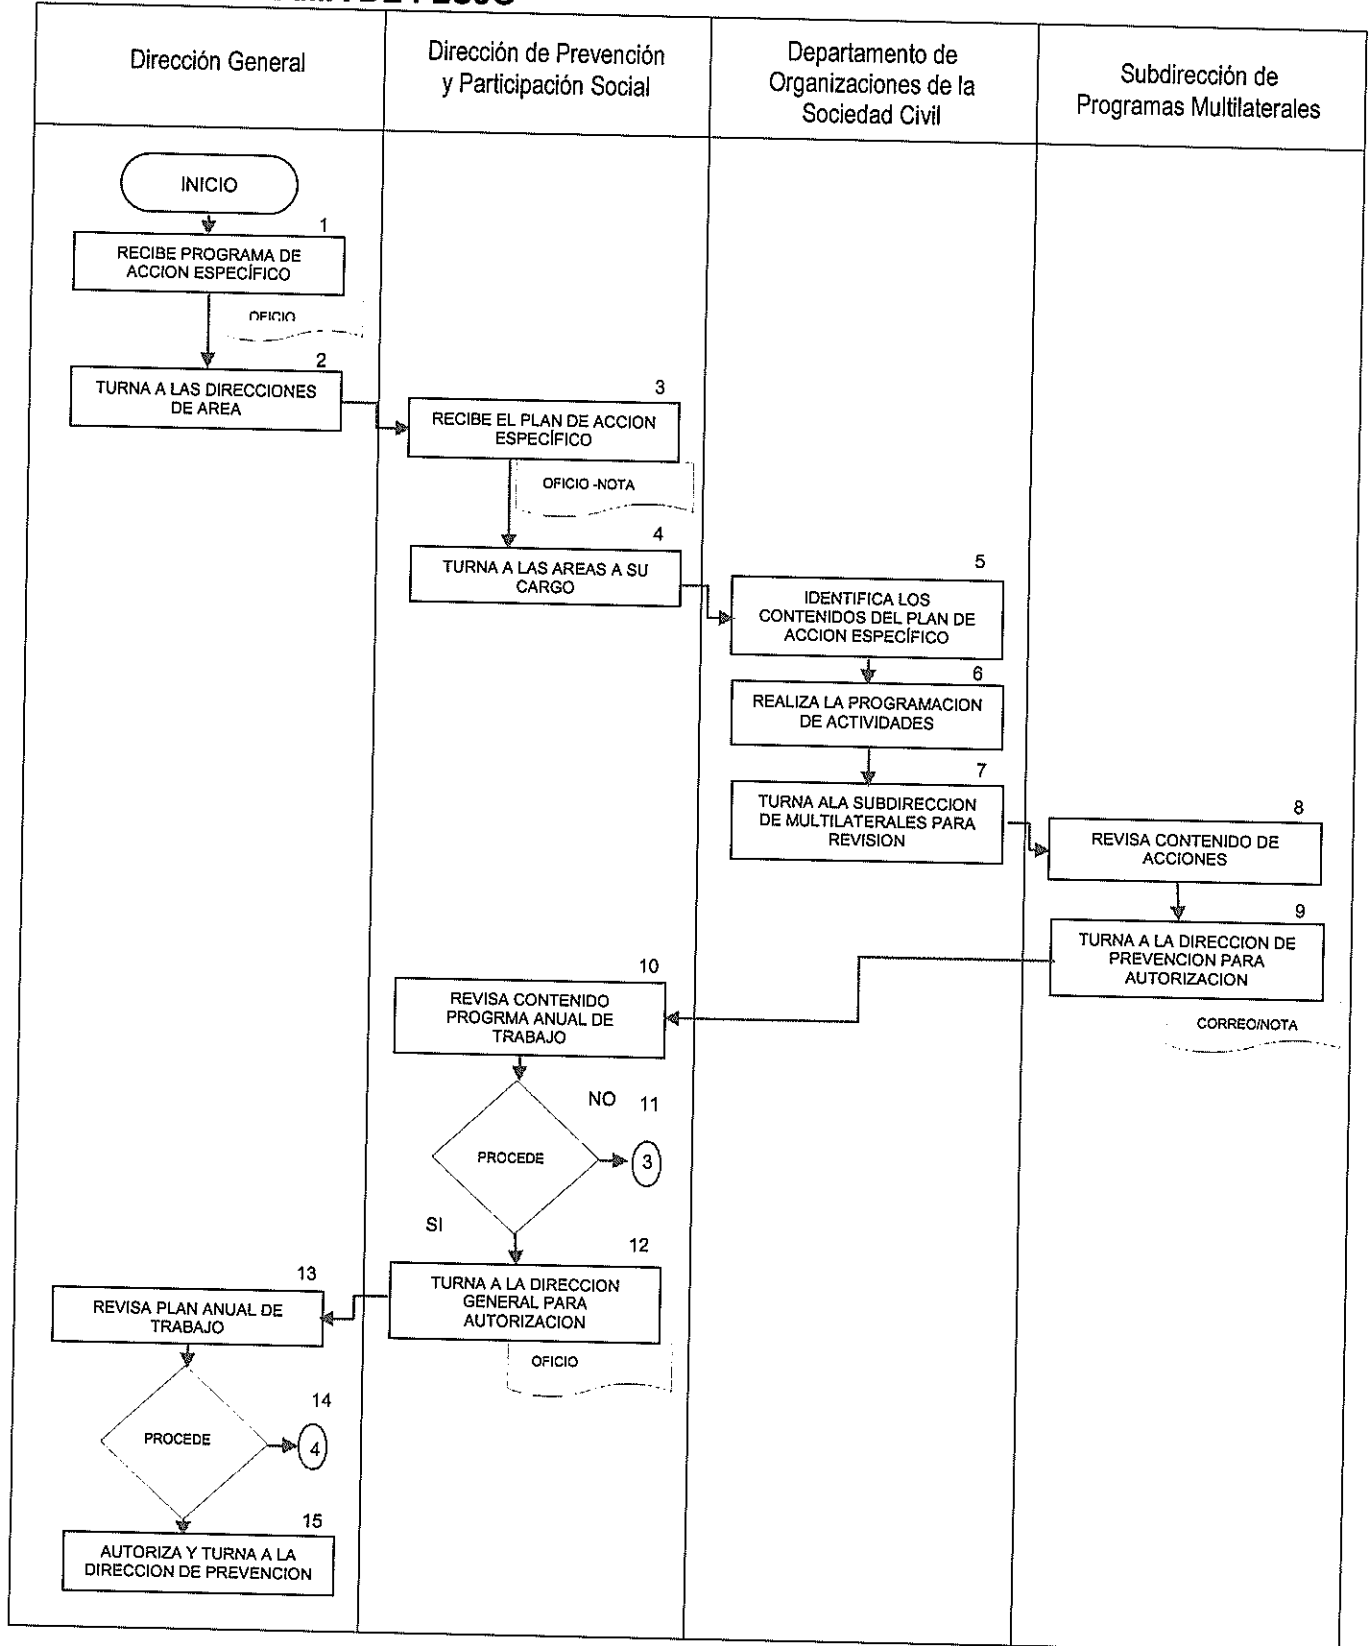 Dirección General
Dirección de Prevención
y Participación Social
Departamento de
Organizaciones de la
Sociedad Civil
Subdirección de
Programas Multilaterales
INICIO
1
RECIBE PROGRAMA DE
ACCION ESPECÍFICO
OFICIO
2
TURNA A LAS DIRECCIONES
DE AREA
3
RECIBE EL PLAN DE ACCION
ESPECÍFICO
OFICIO -NOTA
4
TURNA A LAS AREAS A SU
CARGO
5
IDENTIFICA LOS
CONTENIDOS DEL PLAN DE
ACCION ESPECÍFICO
6
REALIZA LA PROGRAMACION
DE ACTIVIDADES
7
TURNA ALA SUBDIRECCION
DE MULTILATERALES PARA
REVISION
8
REVISA CONTENIDO DE
ACCIONES
9
TURNA A LA DIRECCION DE
PREVENCION PARA
AUTORIZACION
CORREO/NOTA
10
REVISA CONTENIDO
PROGRMA ANUAL DE
TRABAJO
NO 11
PROCEDE
3
SI
12
TURNA A LA DIRECCION
GENERAL PARA
AUTORIZACION
OFICIO
13
REVISA PLAN ANUAL DE
TRABAJO
14
PROCEDE
4
15
AUTORIZA Y TURNA A LA
DIRECCION DE PREVENCION